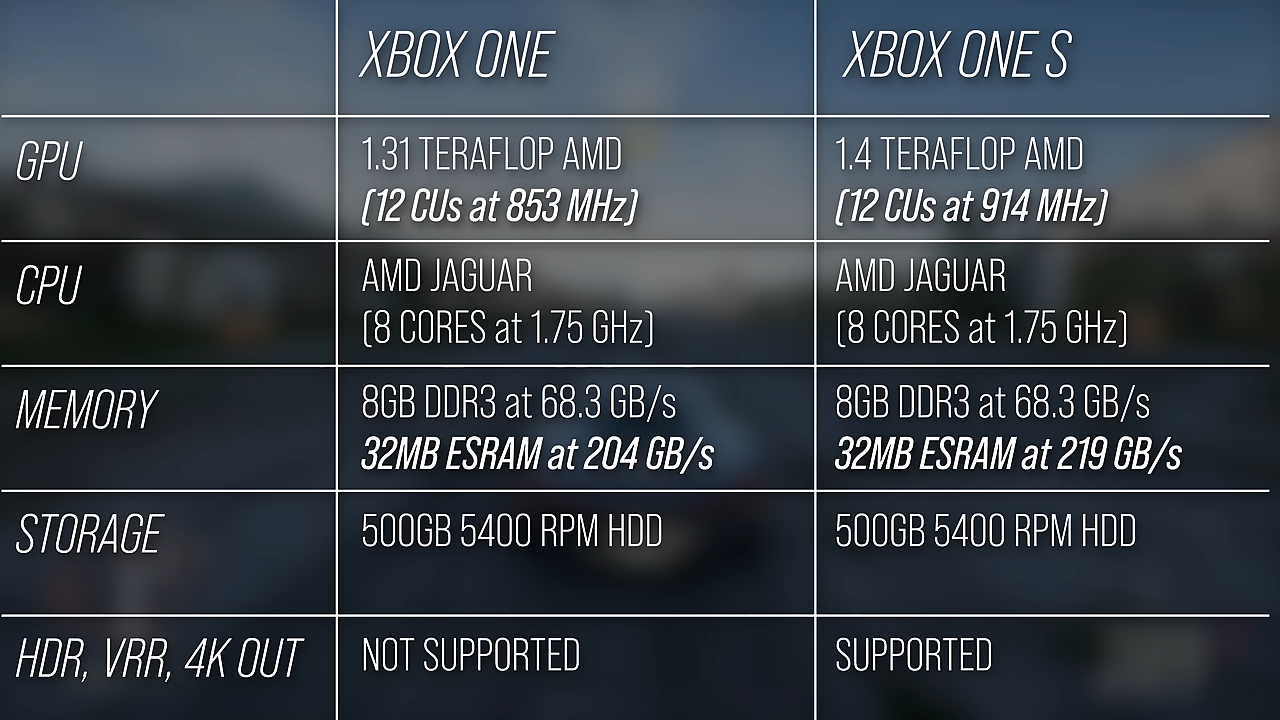 XBOX ONE
XBOX ONE S
GPU
1.31 TERAFLOP AMD
(12 CUs at 853 MHz)
1.4 TERAFLOP AMD
(12 CUs at 914 MHz)
CPU
AMD JAGUAR
(8 CORES at 1.75 GHz)
AMD JAGUAR
(8 CORES at 1.75 GHz)
MEMORY
8GB DDR3 at 68.3 GB/s
32MB ESRAM at 204 GB/s
8GB DDR3 at 68.3 GB/s
32MB ESRAM at 219 GB/s
STORAGE
500GB 5400 RPM HDD
500GB 5400 RPM HDD
HDR, VRR, 4K OUT
NOT SUPPORTED
SUPPORTED